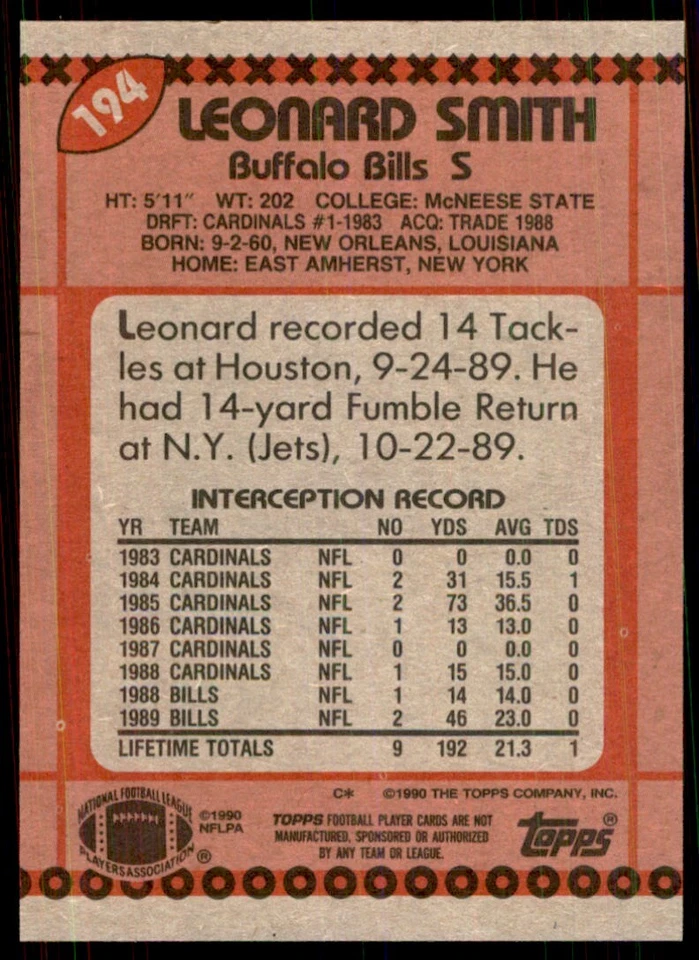 194
LEONARD SMITH
Buffalo Bills S
HT: 5'11" WT: 202 COLLEGE: McNEESE STATE
DRFT: CARDINALS #1-1983 ACQ: TRADE 1988
BORN: 9-2-60, NEW ORLEANS, LOUISIANA
HOME: EAST AMHERST, NEW YORK
Leonard recorded 14 Tack-
les at Houston, 9-24-89. He
had 14-yard Fumble Return
at N.Y. (Jets), 10-22-89.
INTERCEPTION RECORD
YR TEAM NO YDS AVG TDS
1983 CARDINALS NFL 0 0 0.0 0
1984 CARDINALS NFL 2 31 15.5 1
1985 CARDINALS NFL 2 73 36.5 0
1986 CARDINALS NFL 1 13 13.0 0
1987 CARDINALS NFL 0 0 0.0 0
1988 CARDINALS NFL 1 15 15.0 0
1988 BILLS NFL 1 14 14.0 0
1989 BILLS NFL 2 46 23.0 0
LIFETIME TOTALS 9 192 21.3 1
C* ©1990 THE TOPPS COMPANY, INC.
NATIONAL FOOTBALL LEAGUE
PLAYERS ASSOCIATION ®
©1990
NFLPA
TOPPS FOOTBALL PLAYER CARDS ARE NOT
MANUFACTURED, SPONSORED OR AUTHORIZED
BY ANY TEAM OR LEAGUE.
topps®